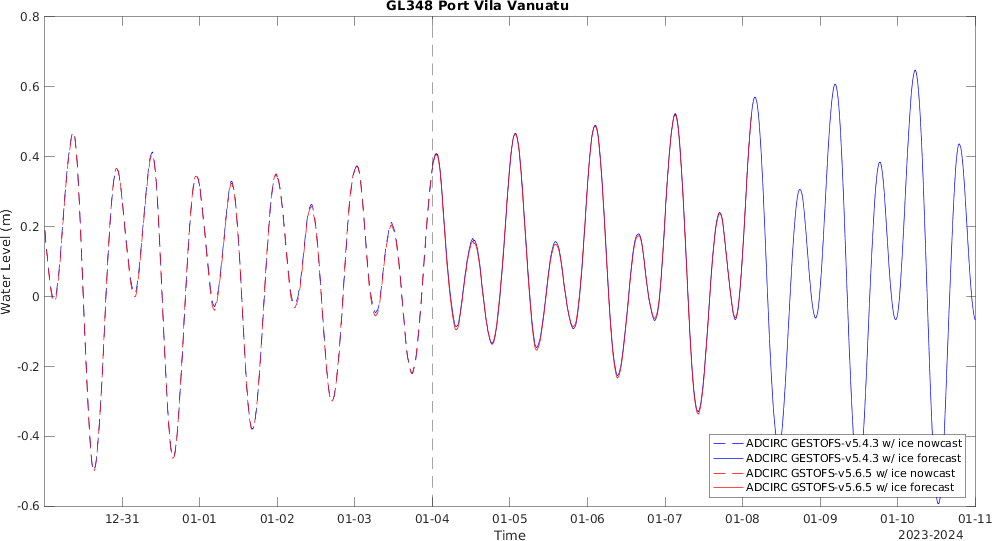 GL348 Port Vila Vanuatu
0.8
0.6
0.4
0.2
0
-0.2
-0.4
-0.6
Water Level (m)
ADCIRC GESTOFS-v5.4.3 w/ ice nowcast
ADCIRC GESTOFS-v5.4.3 w/ ice forecast
ADCIRC GSTOFS-v5.6.5 w/ ice nowcast
ADCIRC GSTOFS-v5.6.5 w/ ice forecast
12-31 01-01 01-02 01-03 01-04 01-05 01-06 01-07 01-08 01-09 01-10 01-11
Time
2023-2024